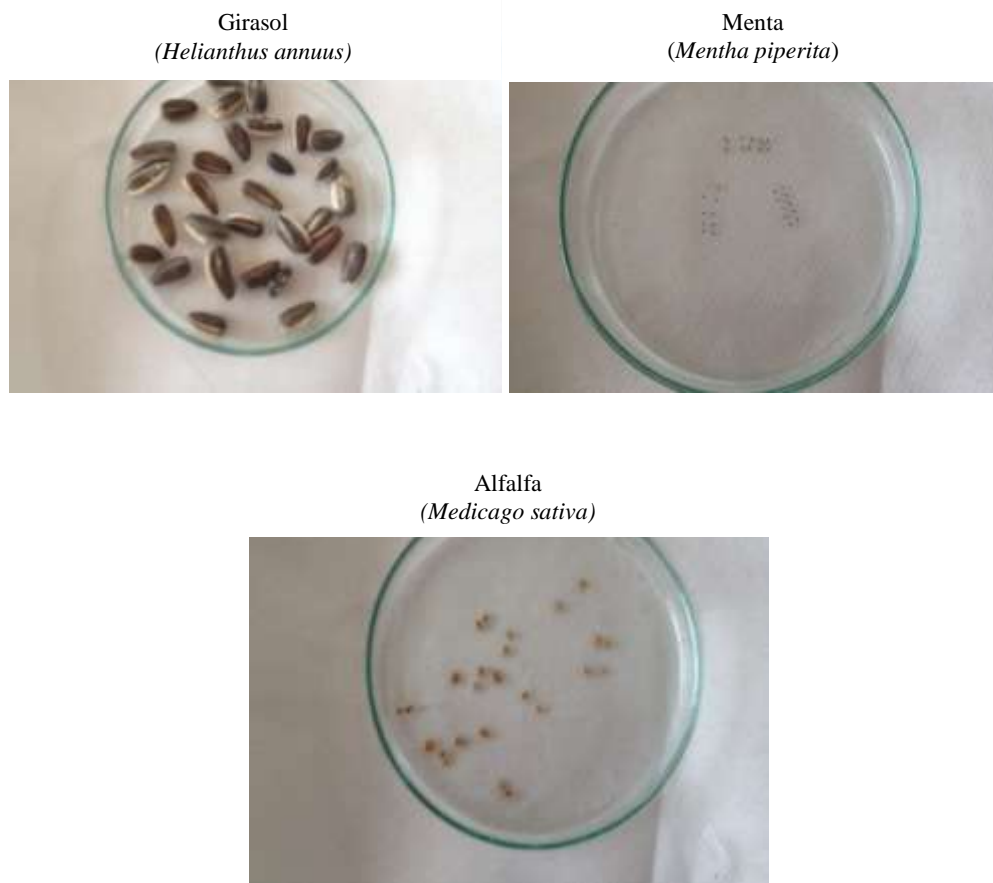 Girasol
(Helianthus annuus)
Menta
(Mentha piperita)
Alfalfa
(Medicago sativa)